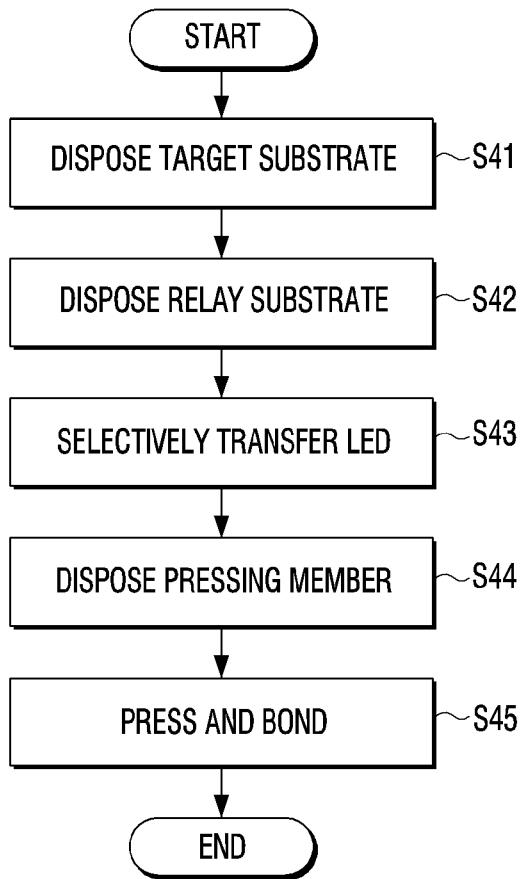 START
DISPOSE TARGET SUBSTRATE
S41
DISPOSE RELAY SUBSTRATE
S42
SELECTIVELY TRANSFER LED
S43
DISPOSE PRESSING MEMBER
S44
PRESS AND BOND
S45
END